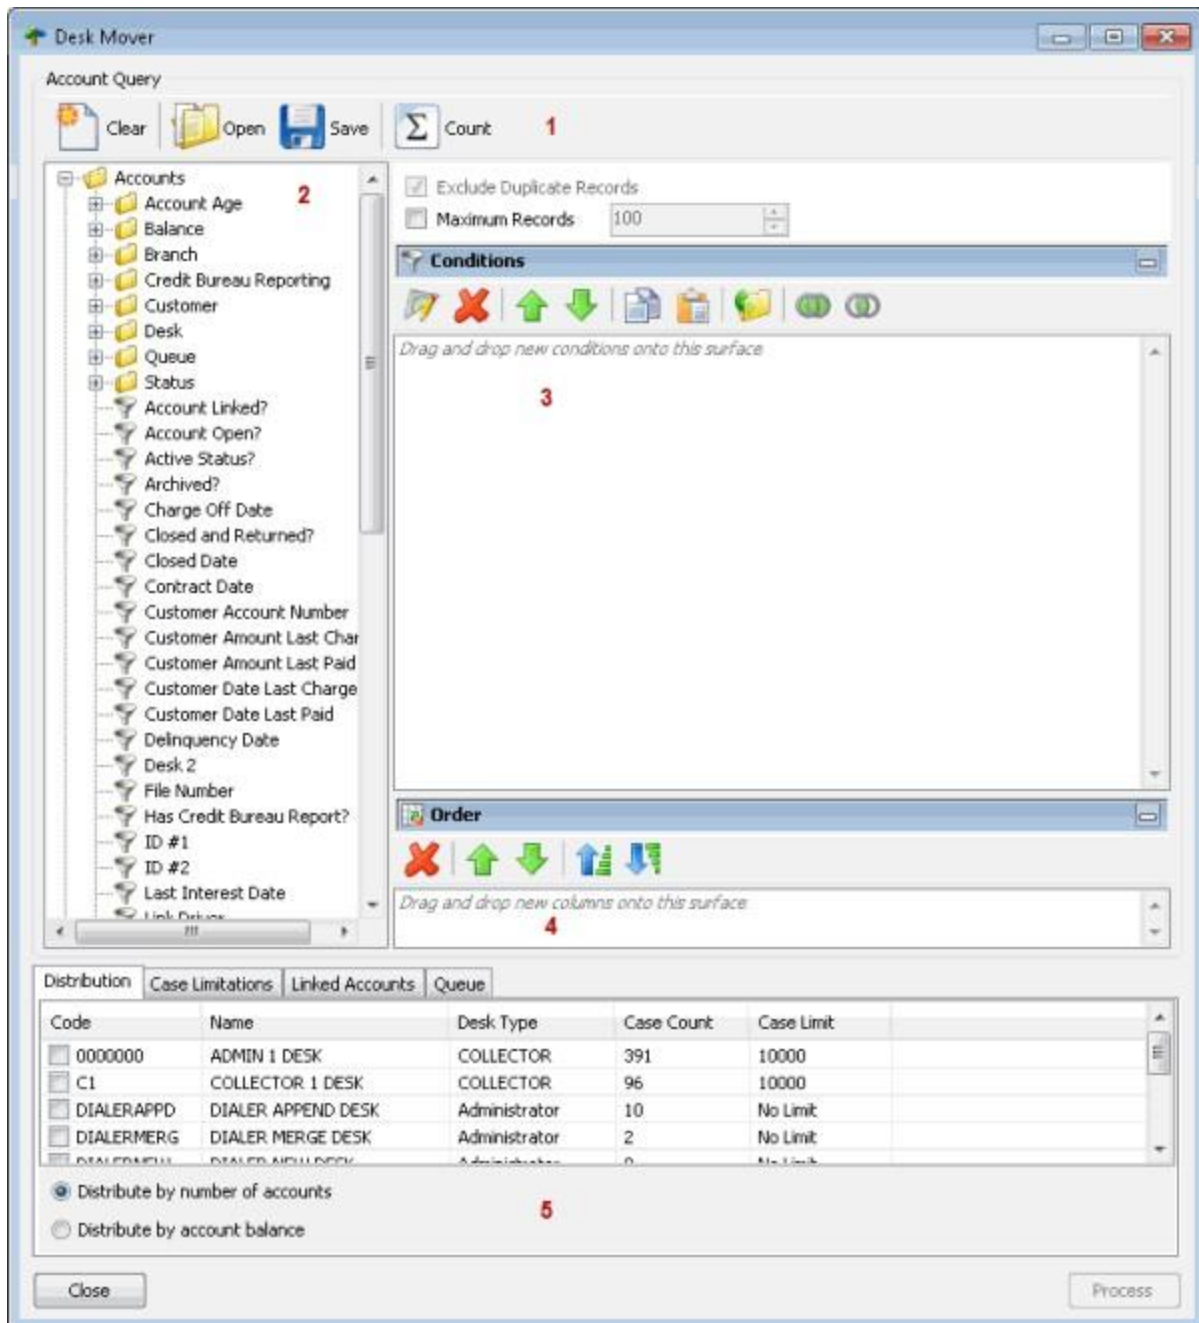 Desk Mover
Account Query
Clear Open Save Count 1
Accounts
2
Account Age
Balance
Branch
Credit Bureau Reporting
Customer
Desk
Queue
Status
Account Linked?
Account Open?
Active Status?
Archived?
Charge Off Date
Closed and Returned?
Closed Date
Contract Date
Customer Account Number
Customer Amount Last Char
Customer Amount Last Paid
Customer Date Last Charge
Customer Date Last Paid
Delinquency Date
Desk 2
File Number
Has Credit Bureau Report?
ID #1
ID #2
Last Interest Date
Link Driver
Exclude Duplicate Records
Maximum Records 100
Conditions
Drag and drop new conditions onto this surface
3
Order
Drag and drop new columns onto this surface
4
Distribution Case Limitations Linked Accounts Queue
Code Name Desk Type Case Count Case Limit
0000000 ADMIN 1 DESK COLLECTOR 391 10000
C1 COLLECTOR 1 DESK COLLECTOR 96 10000
DIALERAPPD DIALER APPEND DESK Administrator 10 No Limit
DIALERMERG DIALER MERGE DESK Administrator 2 No Limit
Distribute by number of accounts
5
Distribute by account balance
Close Process